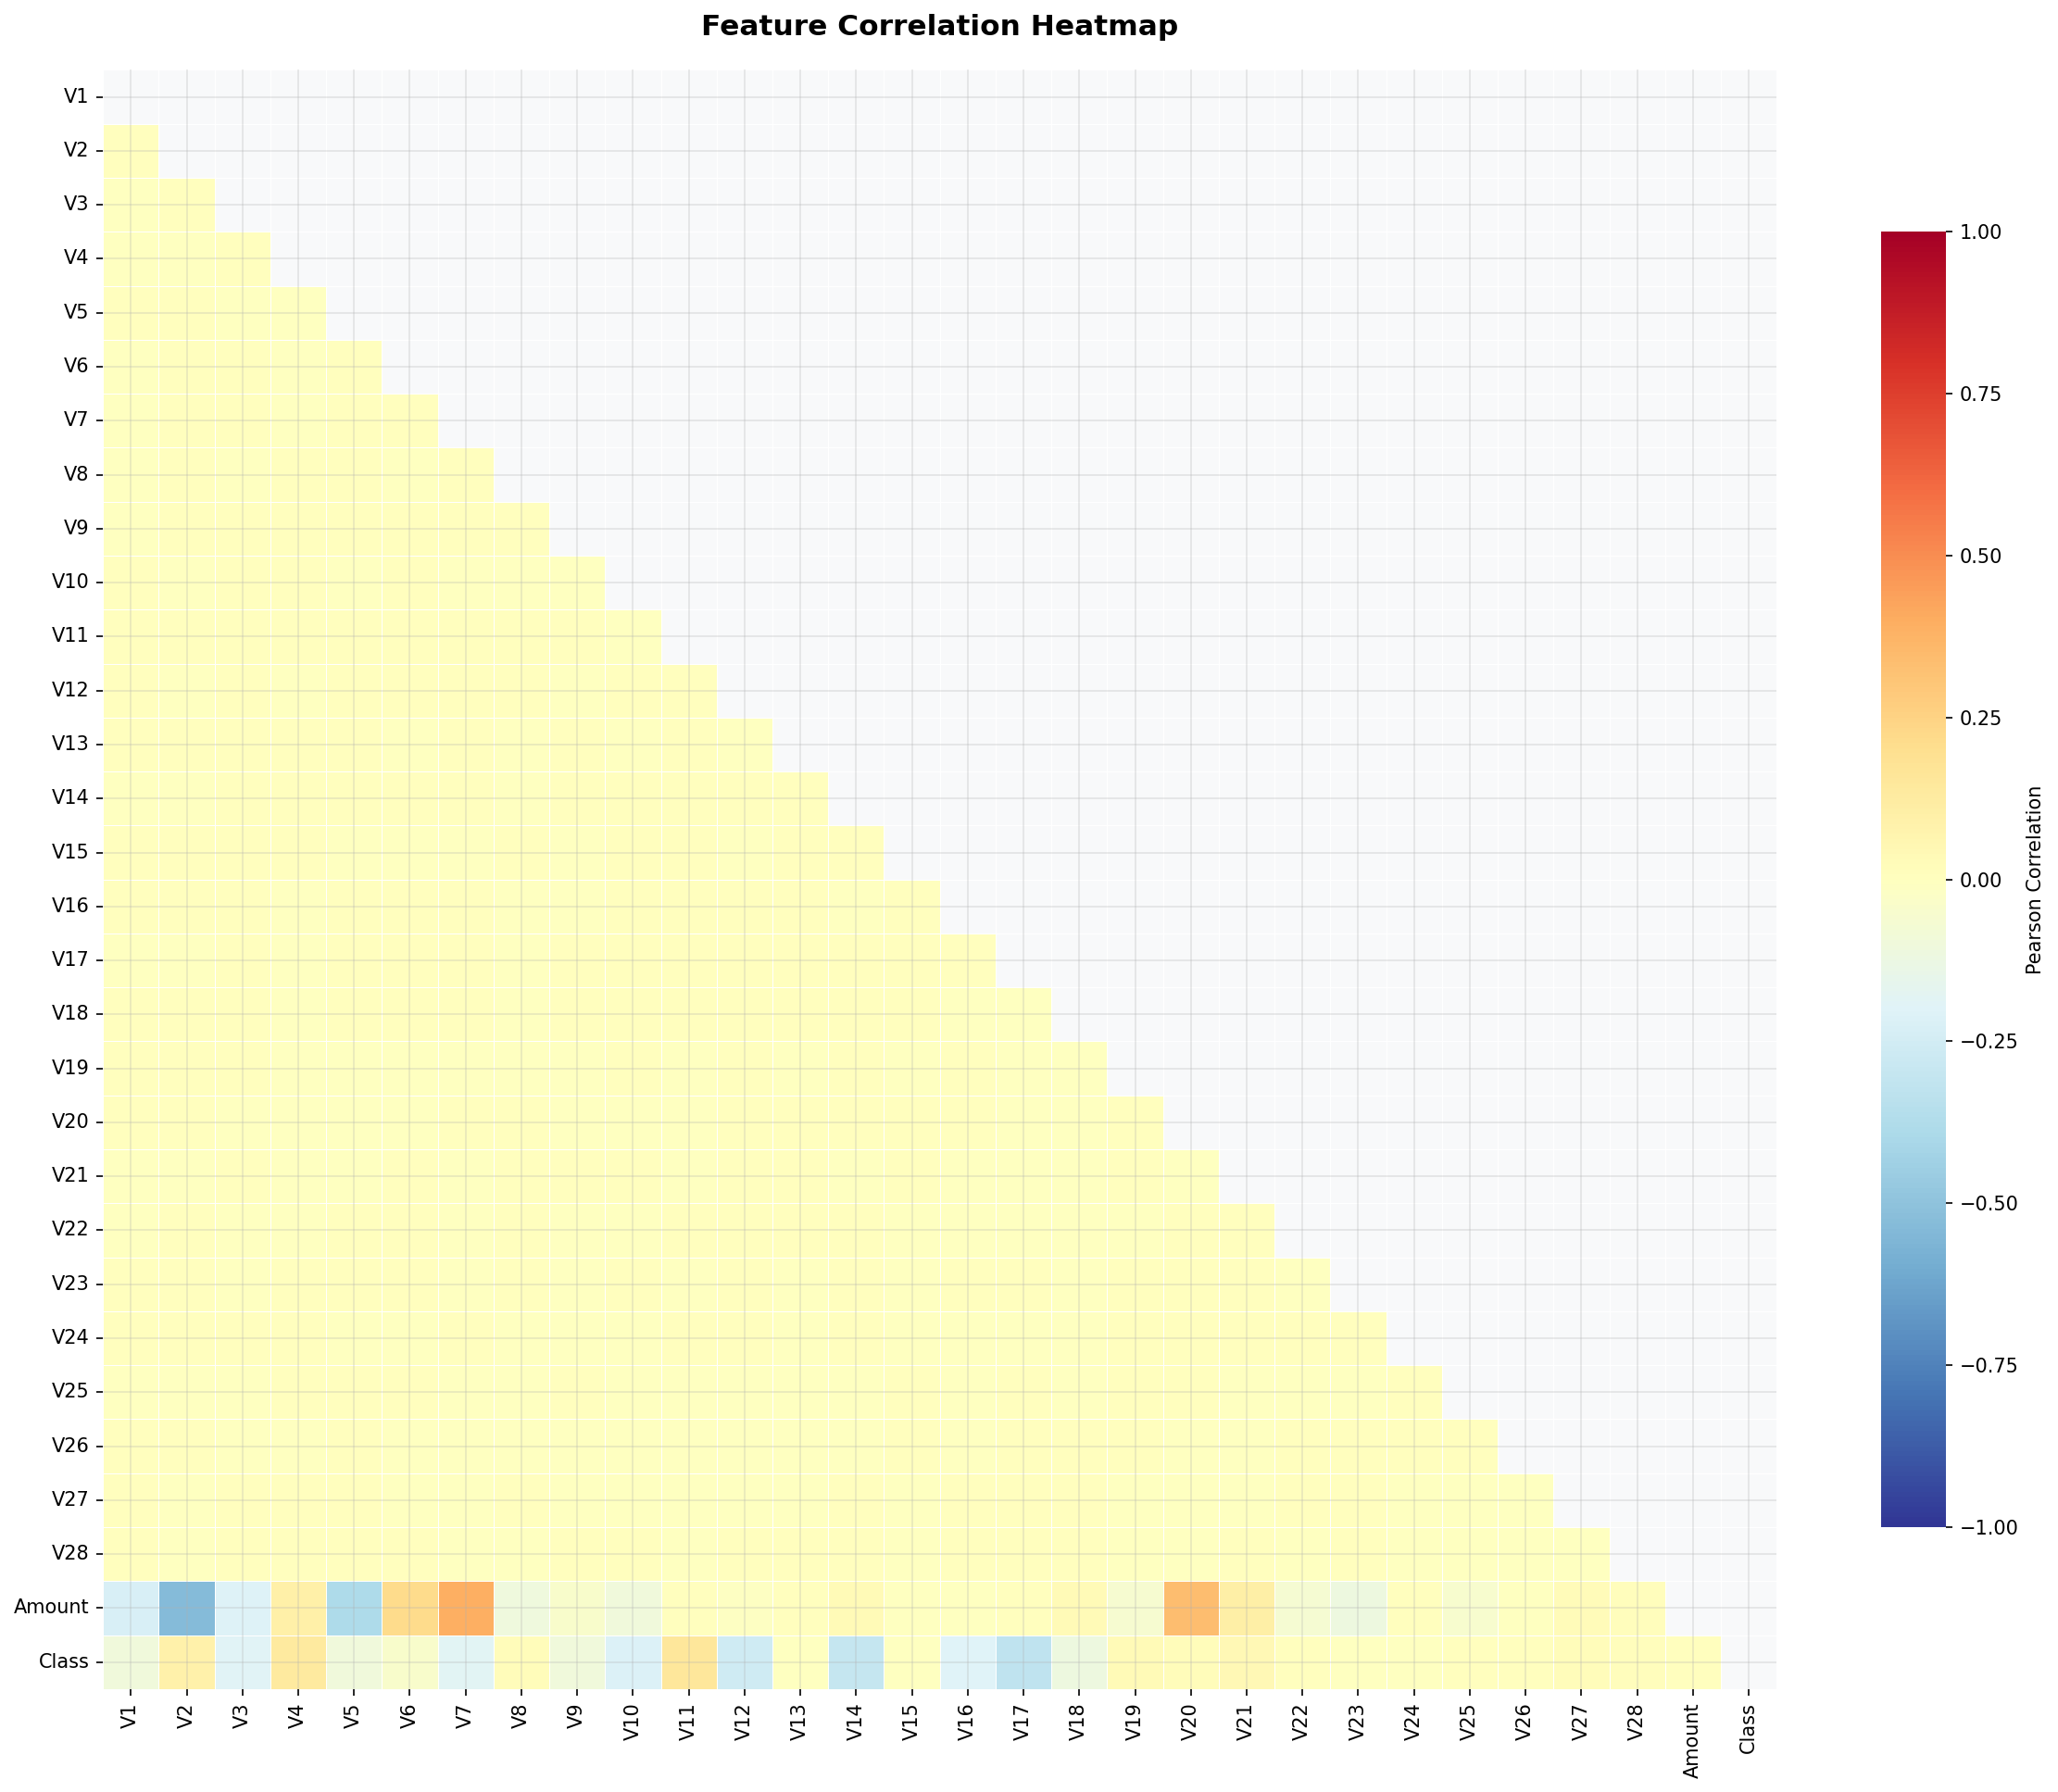 Feature Correlation Heatmap
V1
V2
V3
V4
V5
V6
V7
V8
V9
V10
V11
V12
V13
V14
V15
V16
V17
V18
V19
V20
V21
V22
V23
V24
V25
V26
V27
V28
Amount
Class
V1 V2 V3 V4 V5 V6 V7 V8 V9 V10 V11 V12 V13 V14 V15 V16 V17 V18 V19 V20 V21 V22 V23 V24 V25 V26 V27 V28 Amount Class
1.00
0.75
0.50
0.25
0.00
−0.25
−0.50
−0.75
−1.00
Pearson Correlation